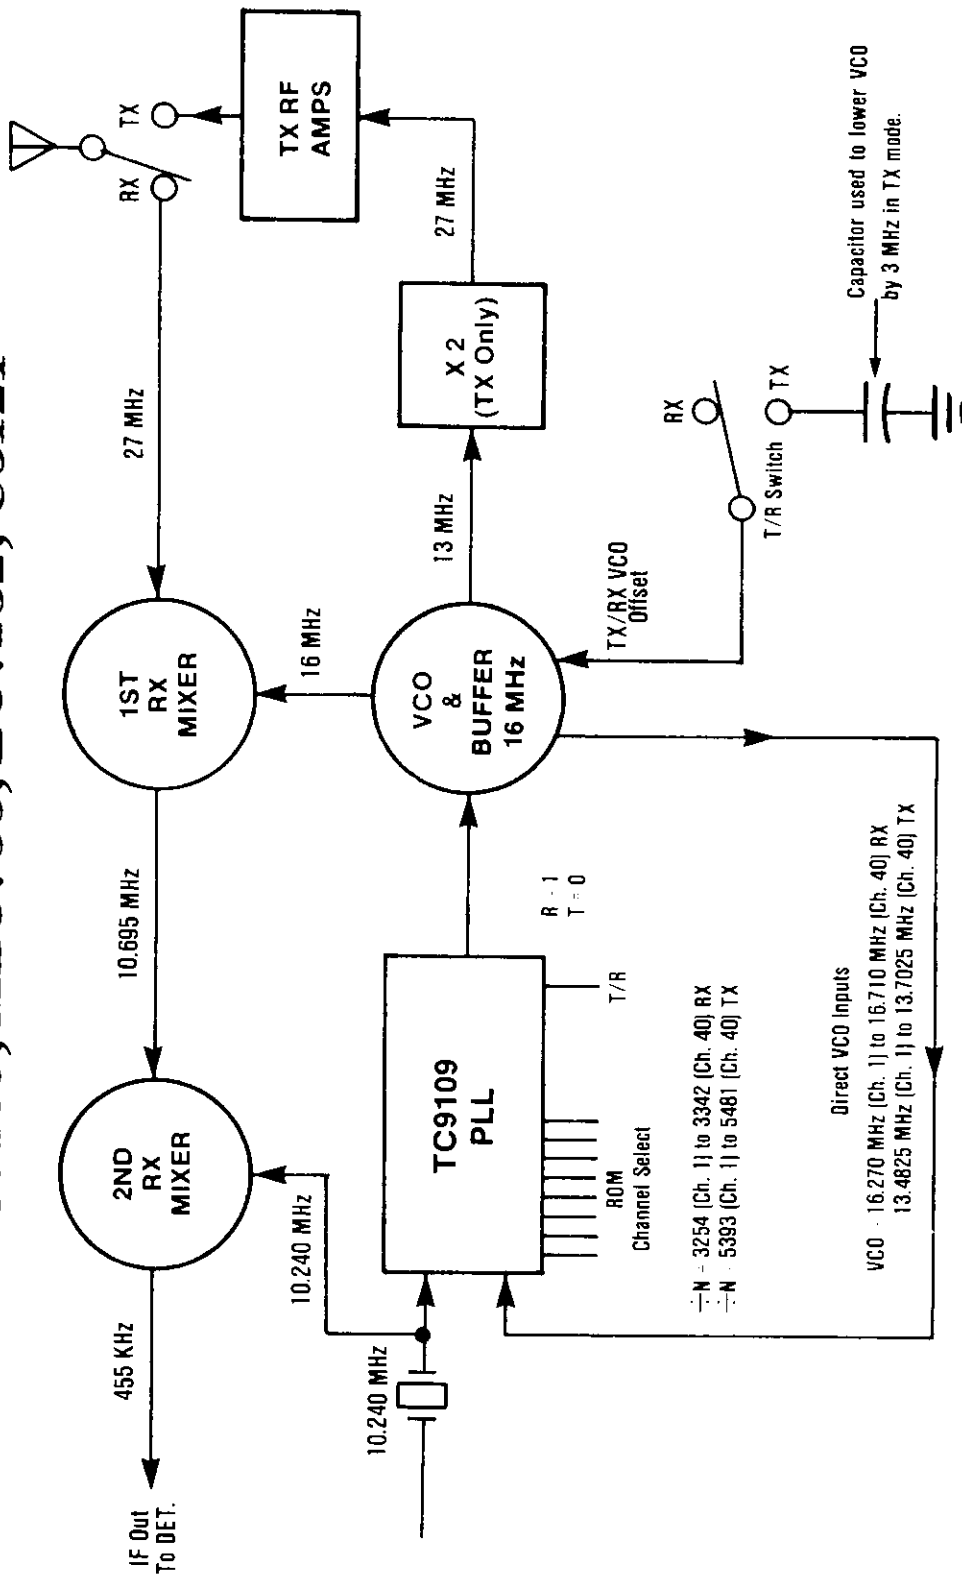 TX RF
AMPS
RX
TX
27 MHz
27 MHz
X 2
(TX Only)
13 MHz
1ST
RX
MIXER
16 MHz
VCO
&
BUFFER
16 MHz
TX/RX VCO
Offset
RX
TX
T/R Switch
Capacitor used to lower VCO
by 3 MHz in TX mode.
10.695 MHz
2ND
RX
MIXER
455 KHz
IF Out
To DET.
10.240 MHz
10.240 MHz
TC9109
PLL
R - 1
T = 0
T/R
ROM
Channel Select
÷N = 3254 (Ch. 1) to 3342 (Ch. 40) RX
÷N - 5393 (Ch. 1) to 5481 (Ch. 40) TX
Direct VCO Inputs
VCO - 16.270 MHz (Ch. 1) to 16.710 MHz (Ch. 40) RX
13.4825 MHz (Ch. 1) to 13.7025 MHz (Ch. 40) TX